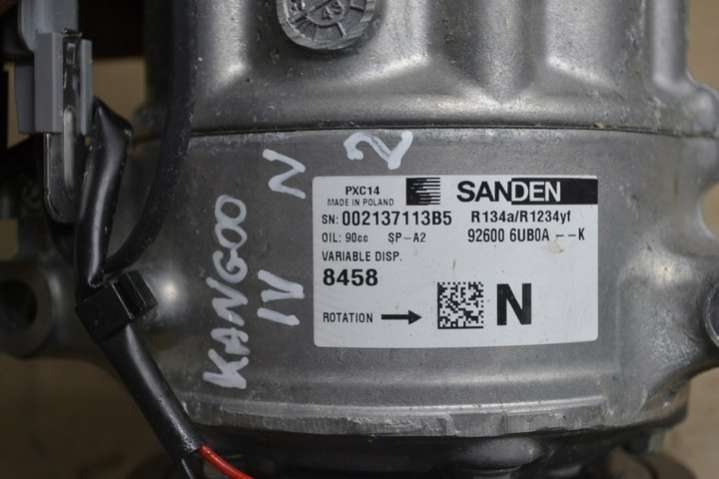 2
N
KANGOO
IV
PXC14
MADE IN POLAND
SANDEN
SN: 002137113B5
R134a/R1234yf
OIL: 90cc SP-A2
92600 6UB0A --K
VARIABLE DISP.
8458
ROTATION
N